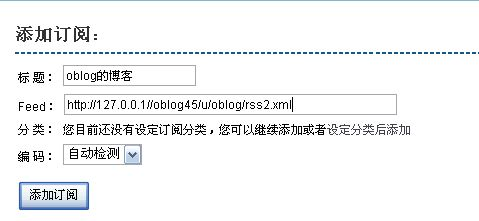 添加订阅：
标 题： oblog的博客
Feed： http://127.0.0.1//oblog45/u/oblog/rss2.xml
分 类： 您目前还没有设定订阅分类，您可以继续添加或者设定分类后添加
编 码： 自动检测
添加订阅